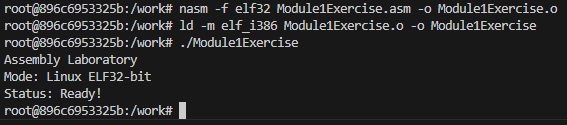 root@896c6953325b:/work# nasm -f elf32 Module1Exercise.asm -o Module1Exercise.o
root@896c6953325b:/work# ld -m elf_i386 Module1Exercise.o -o Module1Exercise
root@896c6953325b:/work# ./Module1Exercise
Assembly Laboratory
Mode: Linux ELF32-bit
Status: Ready!
root@896c6953325b:/work#